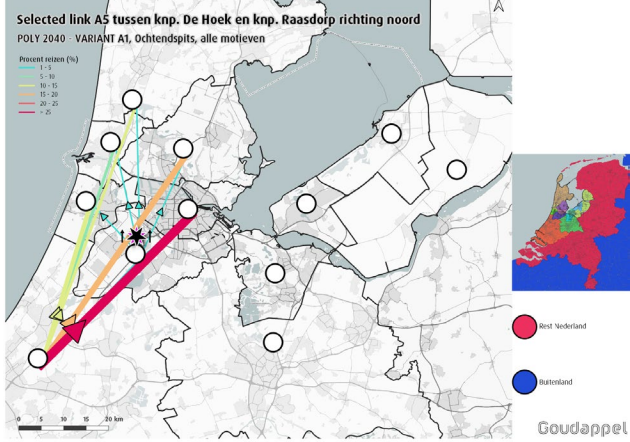 Selected link A5 tussen knp. De Hoek en knp. Raasdorp richting noord
POLY 2040 - VARIANT A1, Ochtendspits, alle motieven
Procent reizen (%)
1 - 5
5 - 10
10 - 15
15 - 20
20 - 25
> 25
Rest Nederland
Buitenland
0 5 10 15 20 km
Goudappel